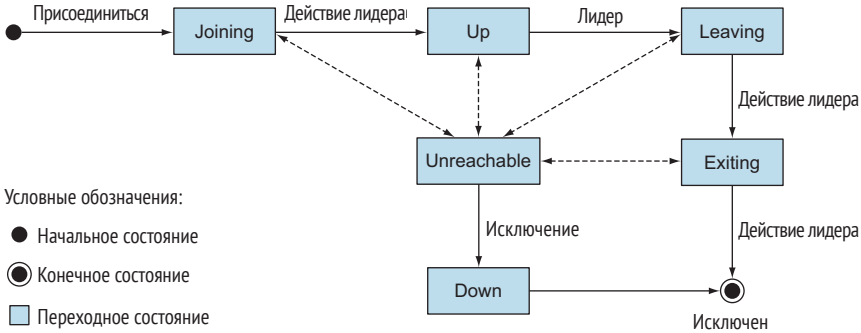 Присоединиться
Действие лидера
Лидер
Joining
Up
Leaving
Действие лидера
Unreachable
Exiting
Условные обозначения:
Исключение
Действие лидера
Начальное состояние
Конечное состояние
Down
Переходное состояние
Исключен